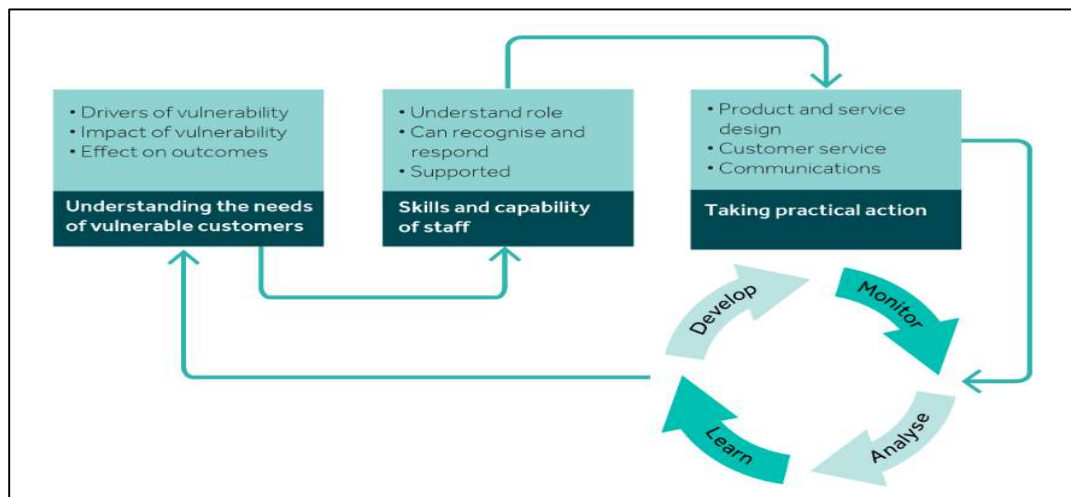 • Drivers of vulnerability
• Impact of vulnerability
• Effect on outcomes
Understanding the needs
of vulnerable customers
• Understand role
• Can recognise and
respond
• Supported
Skills and capability
of staff
• Product and service
design
• Customer service
• Communications
Taking practical action
Develop
Monitor
Analyse
Learn